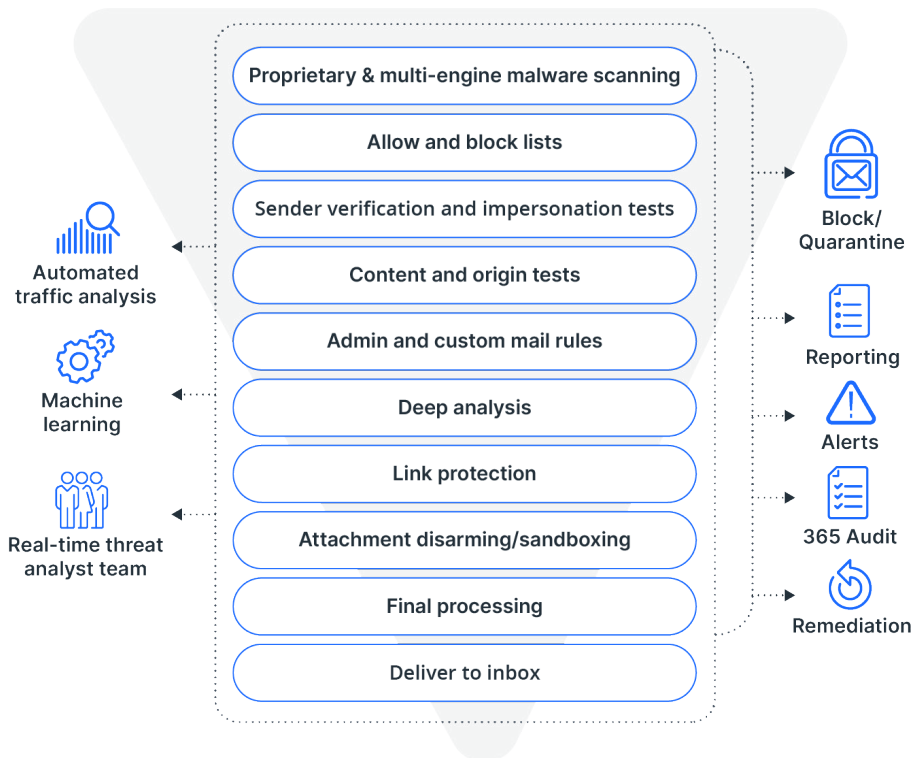 Proprietary & multi-engine malware scanning
Allow and block lists
Sender verification and impersonation tests
Content and origin tests
Admin and custom mail rules
Deep analysis
Link protection
Attachment disarming/sandboxing
Final processing
Deliver to inbox
Automated
traffic analysis
Machine
learning
Real-time threat
analyst team
Block/
Quarantine
Reporting
Alerts
365 Audit
Remediation